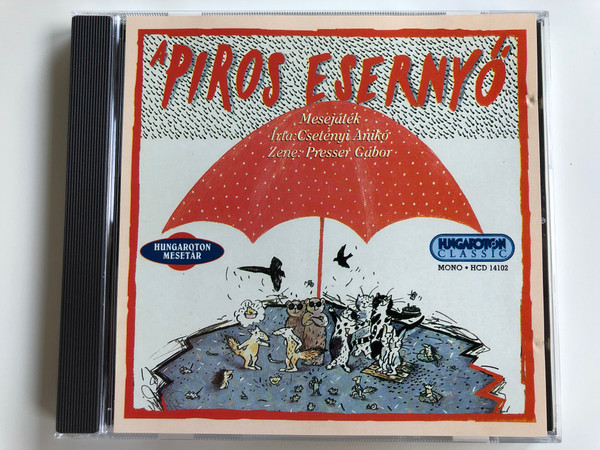 A PIROS ESERNYŐ
Mesejáték
Írta: Csetényi Anikó
Zene: Presser Gábor
HUNGAROTON
MESETÁR
HUNGAROTON
CLASSIC
MONO • HCD 14102